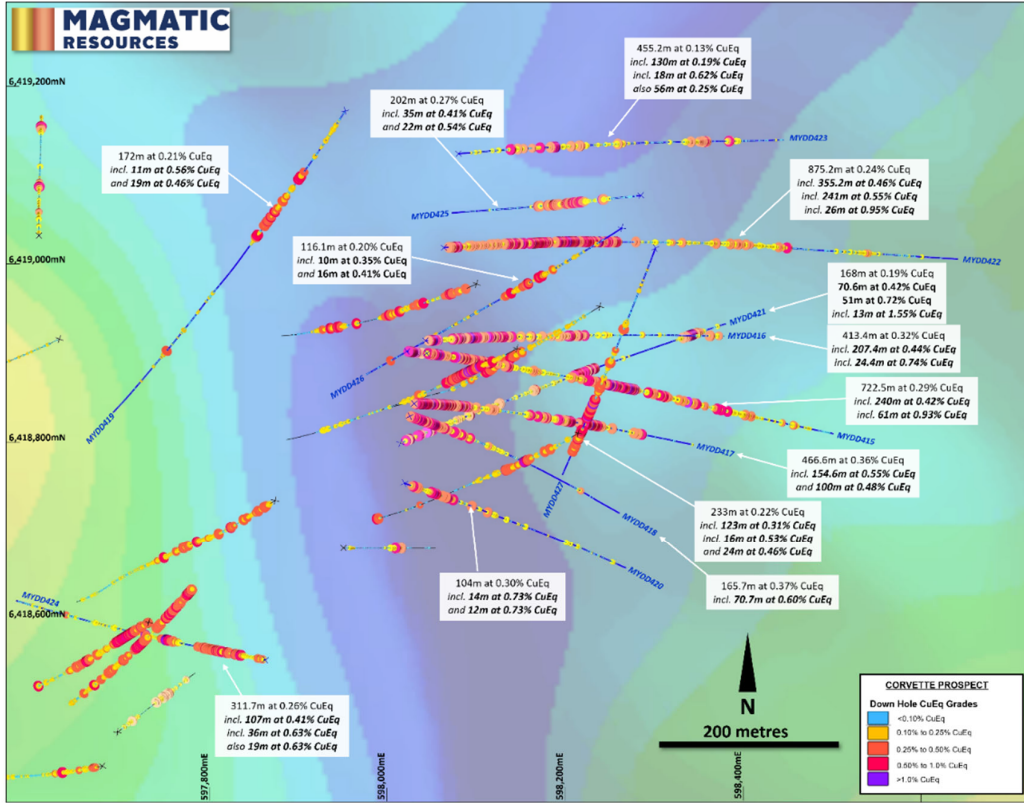 MAGMATIC
RESOURCES
6,419,200mN
455.2m at 0.13% CuEq
incl. 130m at 0.19% CuEq
incl. 18m at 0.62% CuEq
also 56m at 0.25% CuEq
202m at 0.27% CuEq
incl. 35m at 0.41% CuEq
and 22m at 0.54% CuEq
MYDD423
172m at 0.21% CuEq
incl. 11m at 0.56% CuEq
and 19m at 0.46% CuEq
875.2m at 0.24% CuEq
incl. 355.2m at 0.46% CuEq
incl. 241m at 0.55% CuEq
incl. 26m at 0.95% CuEq
MYDD425
116.1m at 0.20% CuEq
incl. 10m at 0.35% CuEq
and 16m at 0.41% CuEq
6,419,000mN
MYDD422
168m at 0.19% CuEq
70.6m at 0.42% CuEq
51m at 0.72% CuEq
incl. 13m at 1.55% CuEq
MYDD421
MYDD416
413.4m at 0.32% CuEq
incl. 207.4m at 0.44% CuEq
incl. 24.4m at 0.74% CuEq
MYDD426
722.5m at 0.29% CuEq
incl. 240m at 0.42% CuEq
incl. 61m at 0.93% CuEq
MYDD419
6,418,800mN
MYDD415
MYDD417
466.6m at 0.36% CuEq
incl. 154.6m at 0.55% CuEq
and 100m at 0.48% CuEq
MYDD427
MYDD418
233m at 0.22% CuEq
incl. 123m at 0.31% CuEq
incl. 16m at 0.53% CuEq
and 24m at 0.46% CuEq
MYDD420
104m at 0.30% CuEq
incl. 14m at 0.73% CuEq
and 12m at 0.73% CuEq
165.7m at 0.37% CuEq
incl. 70.7m at 0.60% CuEq
MYDD424
6,418,600mN
311.7m at 0.26% CuEq
incl. 107m at 0.41% CuEq
incl. 36m at 0.63% CuEq
also 19m at 0.63% CuEq
N
200 metres
597,800mE
598,000mE
598,200mE
598,400mE
CORVETTE PROSPECT
Down Hole CuEq Grades
<0.10% CuEq
0.10% to 0.25% CuEq
0.25% to 0.50% CuEq
0.50% to 1.0% CuEq
>1.0% CuEq